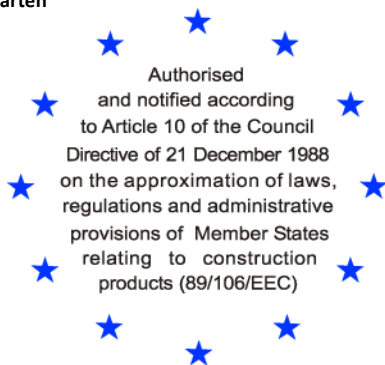 arten
Authorised
and notified according
to Article 10 of the Council
Directive of 21 December 1988
on the approximation of laws,
regulations and administrative
provisions of Member States
relating to construction
products (89/106/EEC)